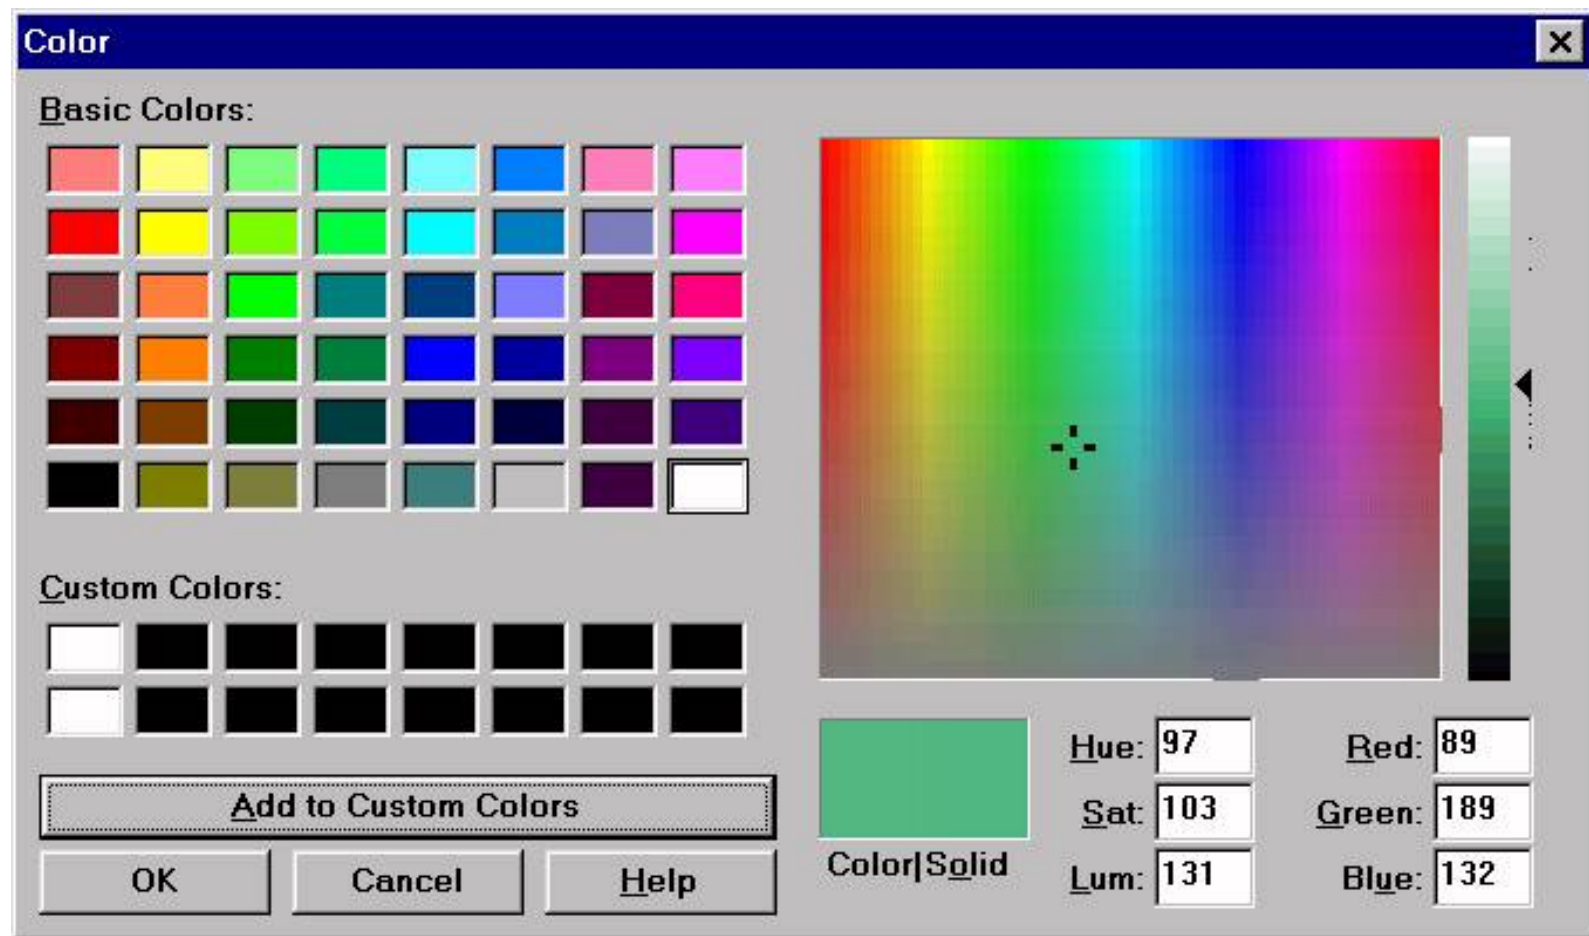 Color
Basic Colors:
Custom Colors:
Add to Custom Colors
OK Cancel Help
Color|Solid
Hue: 97 Red: 89
Sat: 103 Green: 189
Lum: 131 Blue: 132